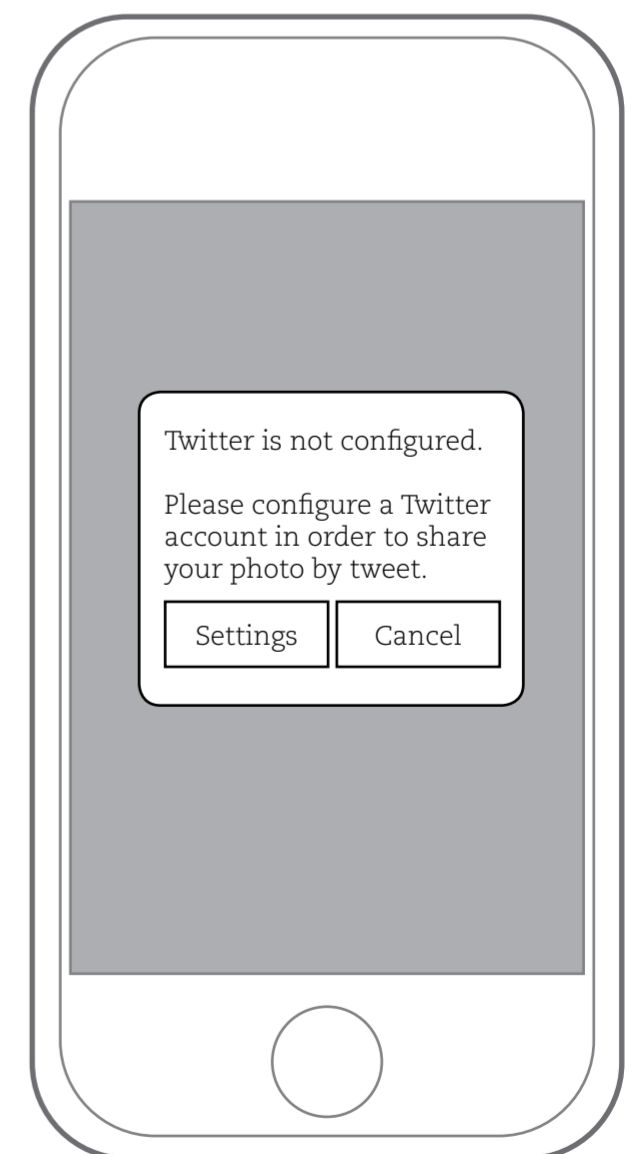 Twitter is not configured.
Please configure a Twitter
account in order to share
your photo by tweet.
Settings
Cancel